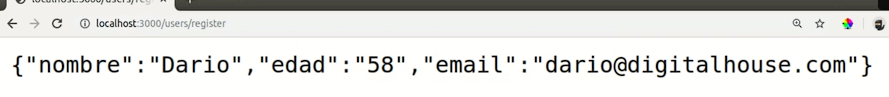 localhost:3000/users/register
{"nombre":"Dario","edad":"58","email":"dario@digitalhouse.com"}